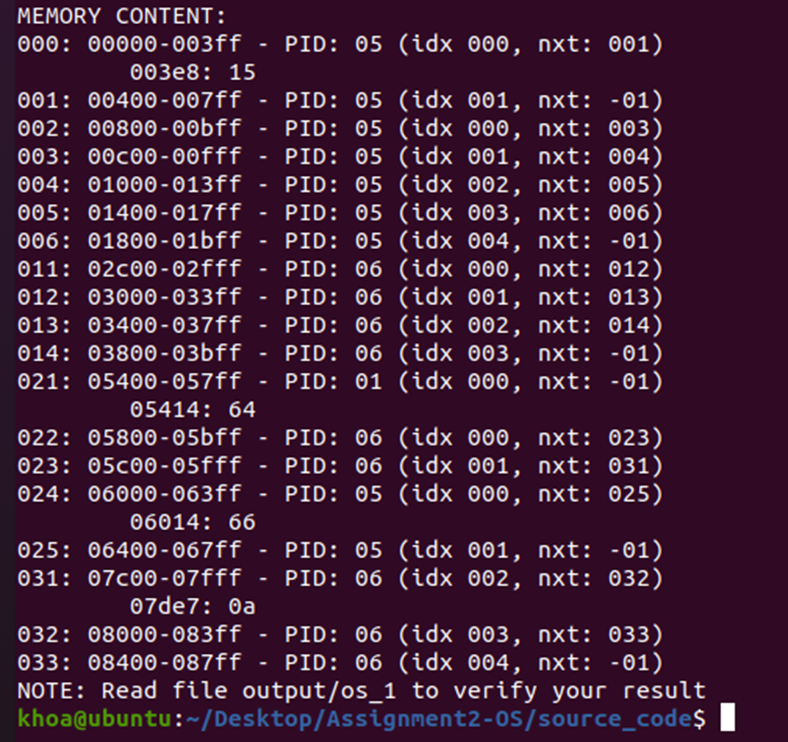 MEMORY CONTENT:
000: 00000-003ff - PID: 05 (idx 000, nxt: 001)
003e8: 15
001: 00400-007ff - PID: 05 (idx 001, nxt: -01)
002: 00800-00bff - PID: 05 (idx 000, nxt: 003)
003: 00c00-00fff - PID: 05 (idx 001, nxt: 004)
004: 01000-013ff - PID: 05 (idx 002, nxt: 005)
005: 01400-017ff - PID: 05 (idx 003, nxt: 006)
006: 01800-01bff - PID: 05 (idx 004, nxt: -01)
011: 02c00-02fff - PID: 06 (idx 000, nxt: 012)
012: 03000-033ff - PID: 06 (idx 001, nxt: 013)
013: 03400-037ff - PID: 06 (idx 002, nxt: 014)
014: 03800-03bff - PID: 06 (idx 003, nxt: -01)
021: 05400-057ff - PID: 01 (idx 000, nxt: -01)
05414: 64
022: 05800-05bff - PID: 06 (idx 000, nxt: 023)
023: 05c00-05fff - PID: 06 (idx 001, nxt: 031)
024: 06000-063ff - PID: 05 (idx 000, nxt: 025)
06014: 66
025: 06400-067ff - PID: 05 (idx 001, nxt: -01)
031: 07c00-07fff - PID: 06 (idx 002, nxt: 032)
07de7: 0a
032: 08000-083ff - PID: 06 (idx 003, nxt: 033)
033: 08400-087ff - PID: 06 (idx 004, nxt: -01)
NOTE: Read file output/os_1 to verify your result
khoa@ubuntu:~/Desktop/Assignment2-OS/source_code$